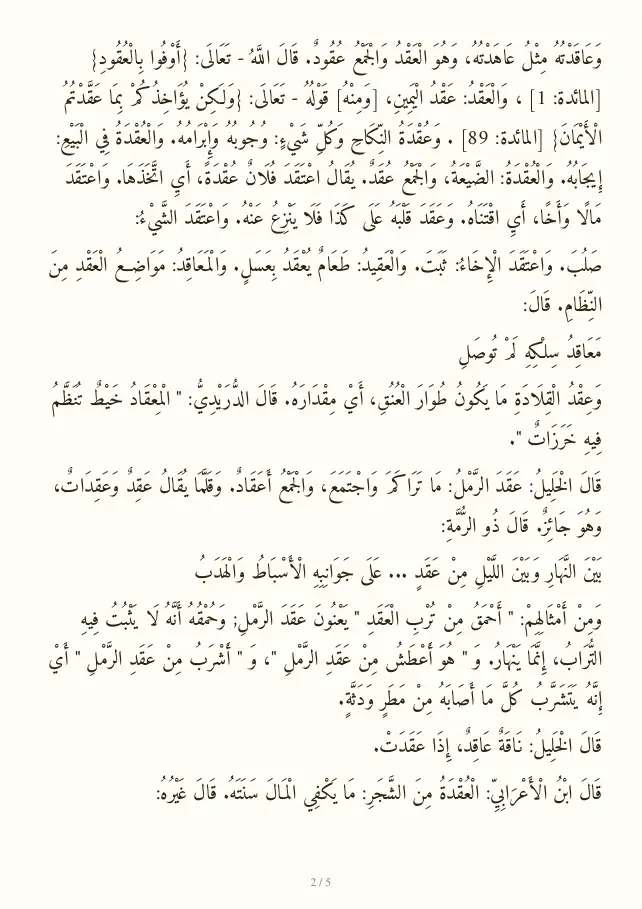 وَعَاقَدْتُهُ مِثْلُ عَاهَدْتُهُ، وَهُوَ الْعَقْدُ وَالْجَمْعُ عُقُودٌ. قَالَ اللَّهُ - تَعَالَى: {أَوْفُوا بِالْعُقُودِ}
[المائدة: 1] ، وَالْعَقْدُ: عَقْدُ الْيَمِينِ، [وَمِنْهُ] قَوْلُهُ - تَعَالَى: {وَلَكِنْ يُؤَاخِذُكُمْ بِمَا عَقَّدْتُمُ
الْأَيْمَانَ} [المائدة: 89] . وَعُقْدَةُ النِّكَاحِ وَكُلِّ شَيْءٍ: وُجُوبُهُ وَإِبْرَامُهُ. وَالْعُقْدَةُ فِي الْبَيْعِ:
إِيجَابُهُ. وَالْعُقْدَةُ: الضَّيْعَةُ، وَالْجَمْعُ عُقَدٌ. يُقَالُ اعْتَقَدَ فُلَانٌ عُقْدَةً، أَيِ اتَّخَذَهَا. وَاعْتَقَدَ
مَالًا وَأَخًا، أَيِ اقْتَنَاهُ. وَعَقَدَ قَلْبَهُ عَلَى كَذَا فَلَا يَنْزِعُ عَنْهُ. وَاعْتَقَدَ الشَّيْءُ:
صَلُبَ. وَاعْتَقَدَ الْإِخَاءُ: ثَبَتَ. وَالْعَقِيدُ: طَعَامٌ يُعْقَدُ بِعَسَلٍ. وَالْمَعَاقِدُ: مَوَاضِعُ الْعَقْدِ مِنَ
النِّظَامِ. قَالَ:
مَعَاقِدُ سِلْكِهِ لَمْ تُوصَلِ
وَعِقْدُ الْقِلَادَةِ مَا يَكُونُ طُوَارَ الْعُنُقِ، أَيْ مِقْدَارَهُ. قَالَ الدُّرَيْدِيُّ: " الْمِعْقَادُ خَيْطٌ تُنَظَّمُ
فِيهِ خَرَزَاتٌ ".
قَالَ الْخَلِيلُ: عَقَدَ الرَّمْلُ: مَا تَرَاكَمَ وَاجْتَمَعَ، وَالْجَمْعُ أَعْقَادٌ. وَقَلَّمَا يُقَالُ عَقِدٌ وَعَقِدَاتٌ،
وَهُوَ جَائِزٌ. قَالَ ذُو الرُّمَّةِ:
بَيْنَ النَّهَارِ وَبَيْنَ اللَّيْلِ مِنْ عَقَدٍ ... عَلَى جَوَانِبِهِ الْأَسْبَاطُ وَالْهَدَبُ
وَمِنْ أَمْثَالِهِمْ: " أَحْمَقُ مِنْ تُرْبِ الْعَقَدِ " يَعْنُونَ عَقَدَ الرَّمْلِ; وَحُمْقُهُ أَنَّهُ لَا يَثْبُتُ فِيهِ
التُّرَابُ، إِنَّمَا يَنْهَارُ. وَ " هُوَ أَعْطَشُ مِنْ عَقَدِ الرَّمْلِ "، وَ " أَشْرَبُ مِنْ عَقَدِ الرَّمْلِ " أَيْ
إِنَّهُ يَتَشَرَّبُ كُلَّ مَا أَصَابَهُ مِنْ مَطَرٍ وَدَثَّةٍ.
قَالَ الْخَلِيلُ: نَاقَةٌ عَاقِدٌ، إِذَا عَقَدَتْ.
قَالَ ابْنُ الْأَعْرَابِيِّ: الْعُقْدَةُ مِنَ الشَّجَرِ: مَا يَكْفِي الْمَالَ سَنَتَهُ. قَالَ غَيْرُهُ:
2 / 5